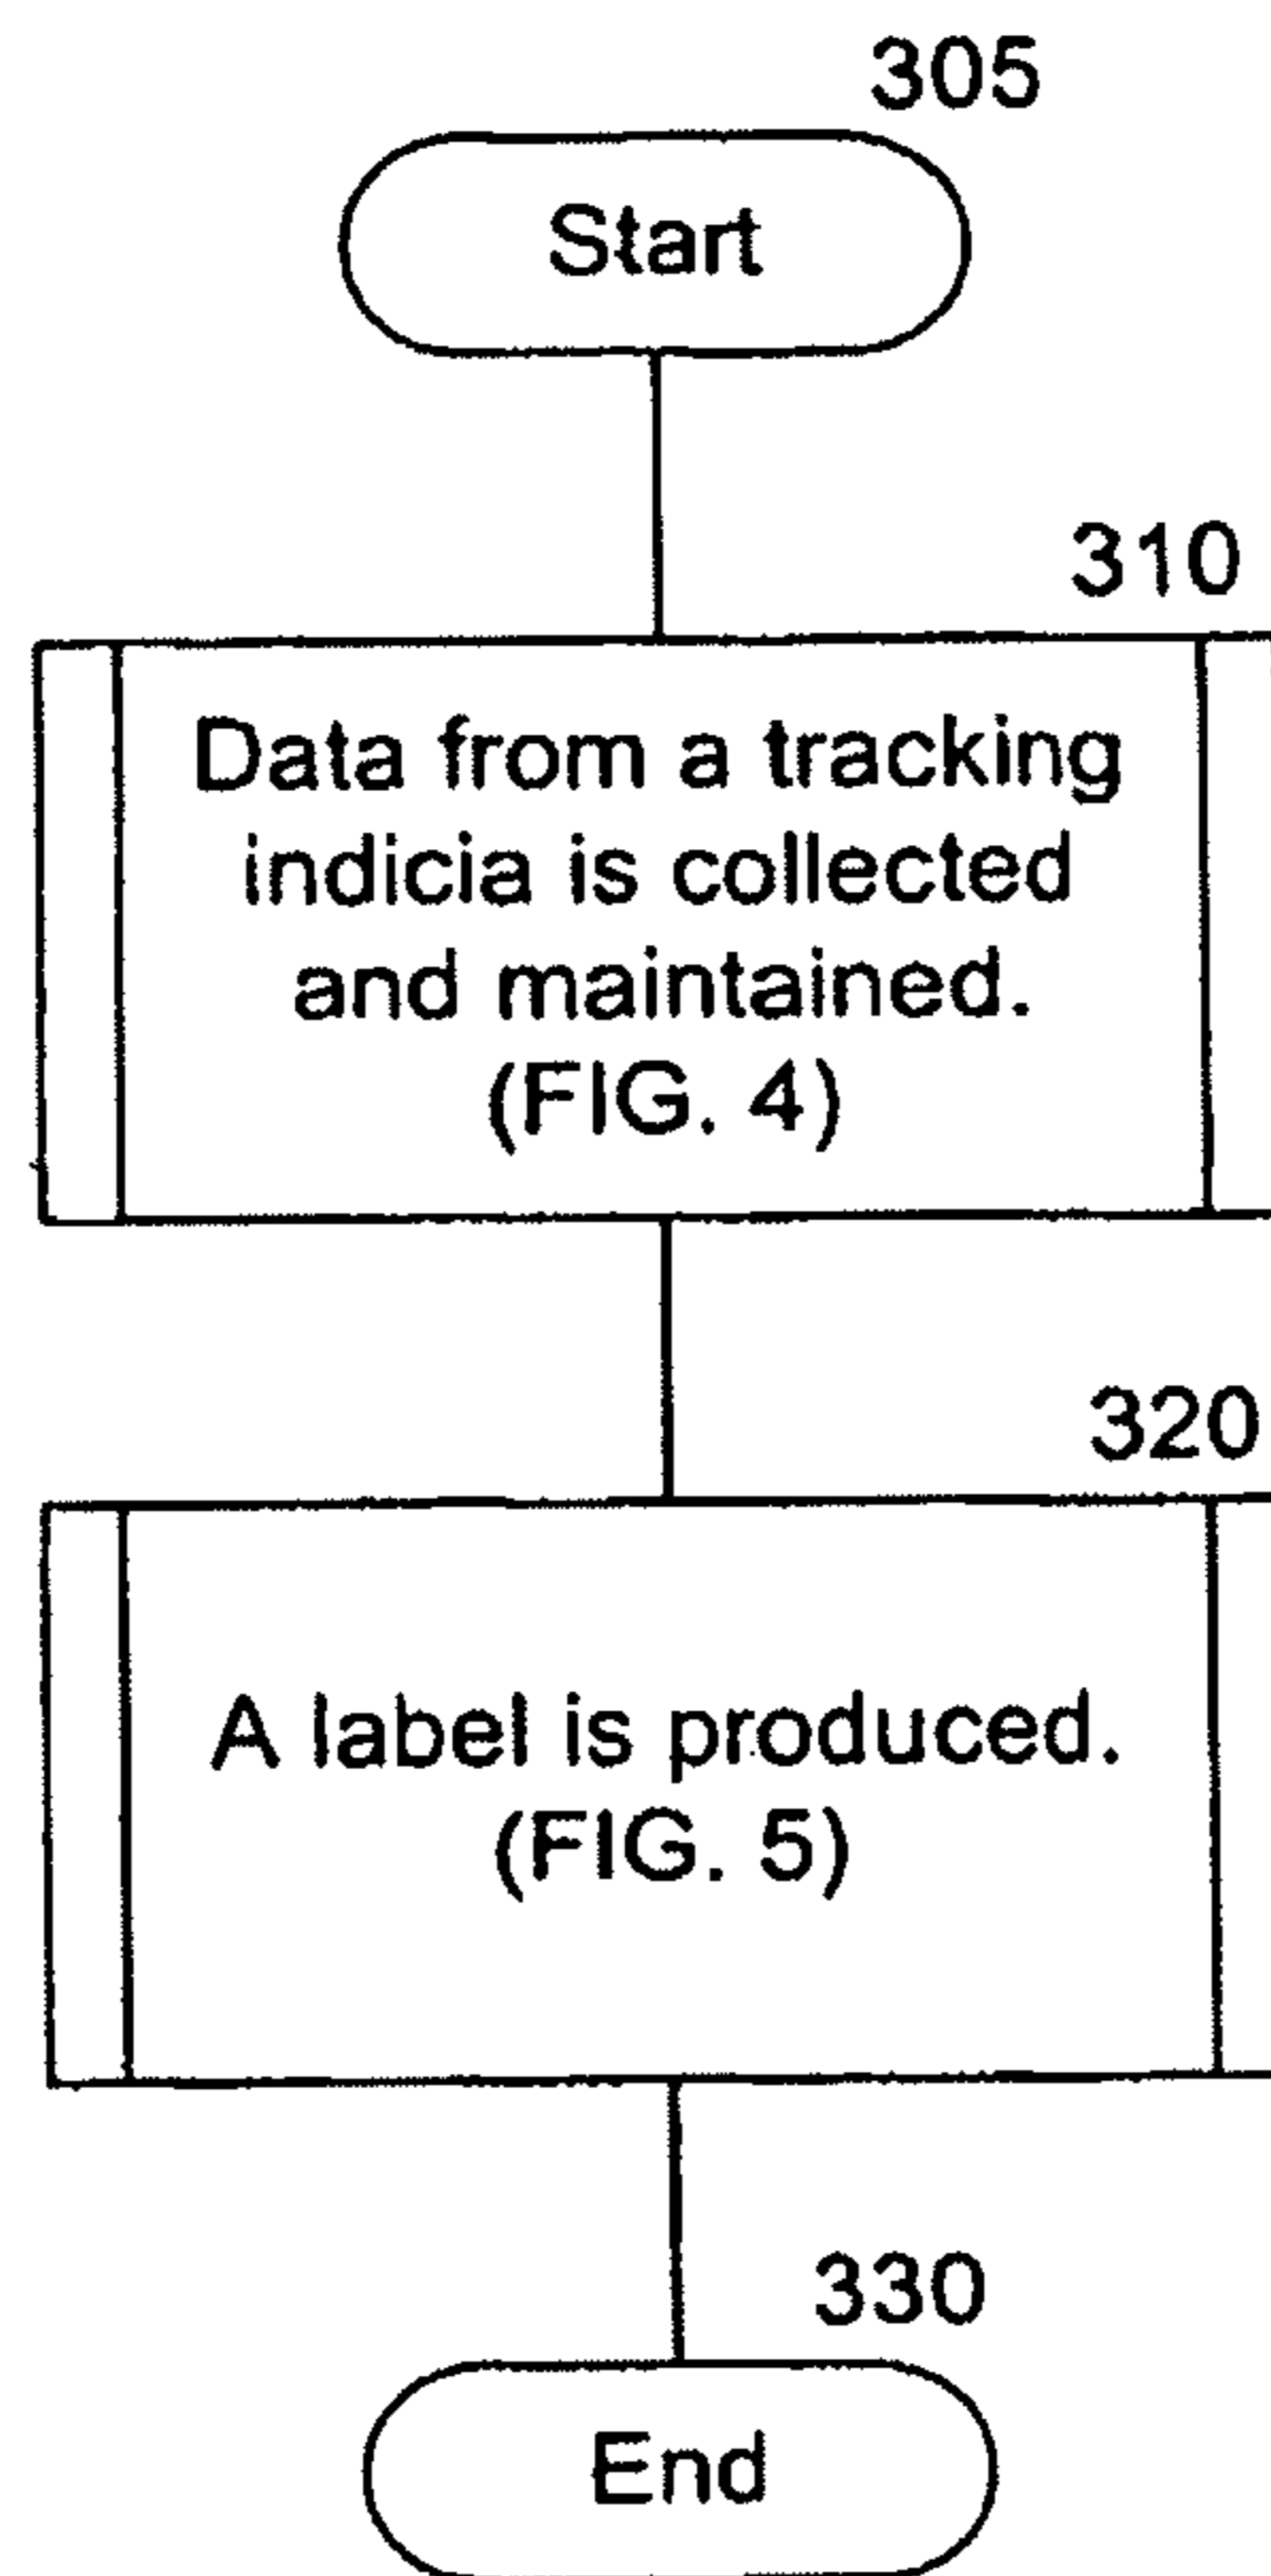 305
Start
310
Data from a tracking
indicia is collected
and maintained.
(FIG. 4)
320
A label is produced.
(FIG. 5)
330
End